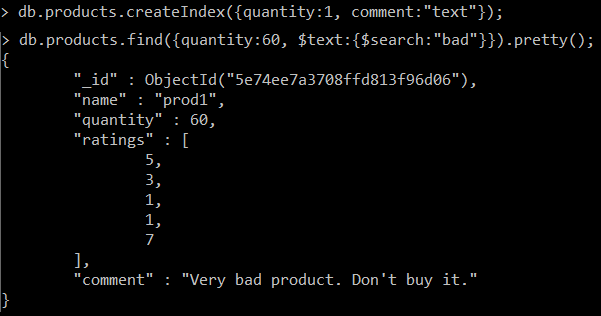 > db.products.createIndex({quantity:1, comment:"text"});
> db.products.find({quantity:60, $text:{$search:"bad"}}).pretty();
{
        "_id" : ObjectId("5e74ee7a3708ffd813f96d06"),
        "name" : "prod1",
        "quantity" : 60,
        "ratings" : [
                5,
                3,
                1,
                1,
                7
        ],
        "comment" : "Very bad product. Don't buy it."
}